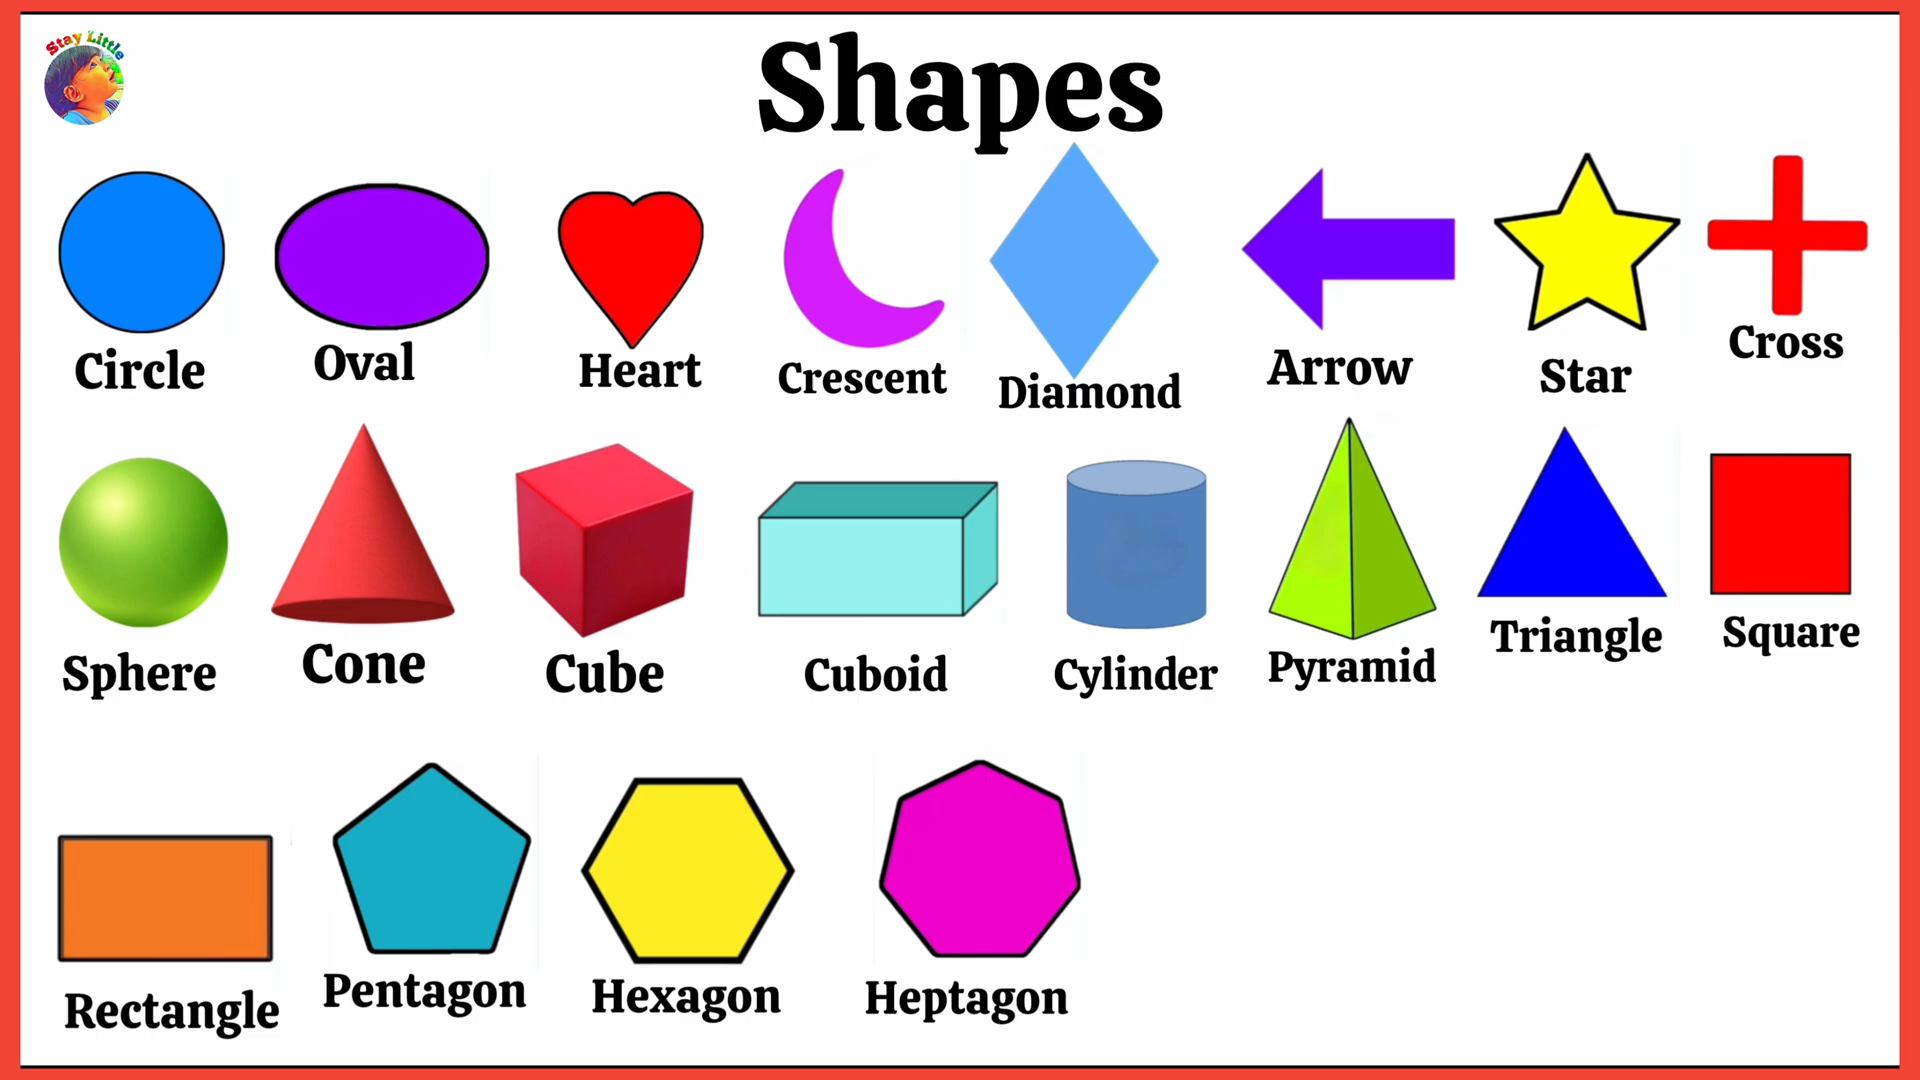 Stay Little
Shapes
Circle
Oval
Heart
Crescent
Diamond
Arrow
Star
Cross
Sphere
Cone
Cube
Cuboid
Cylinder
Pyramid
Triangle
Square
Rectangle
Pentagon
Hexagon
Heptagon